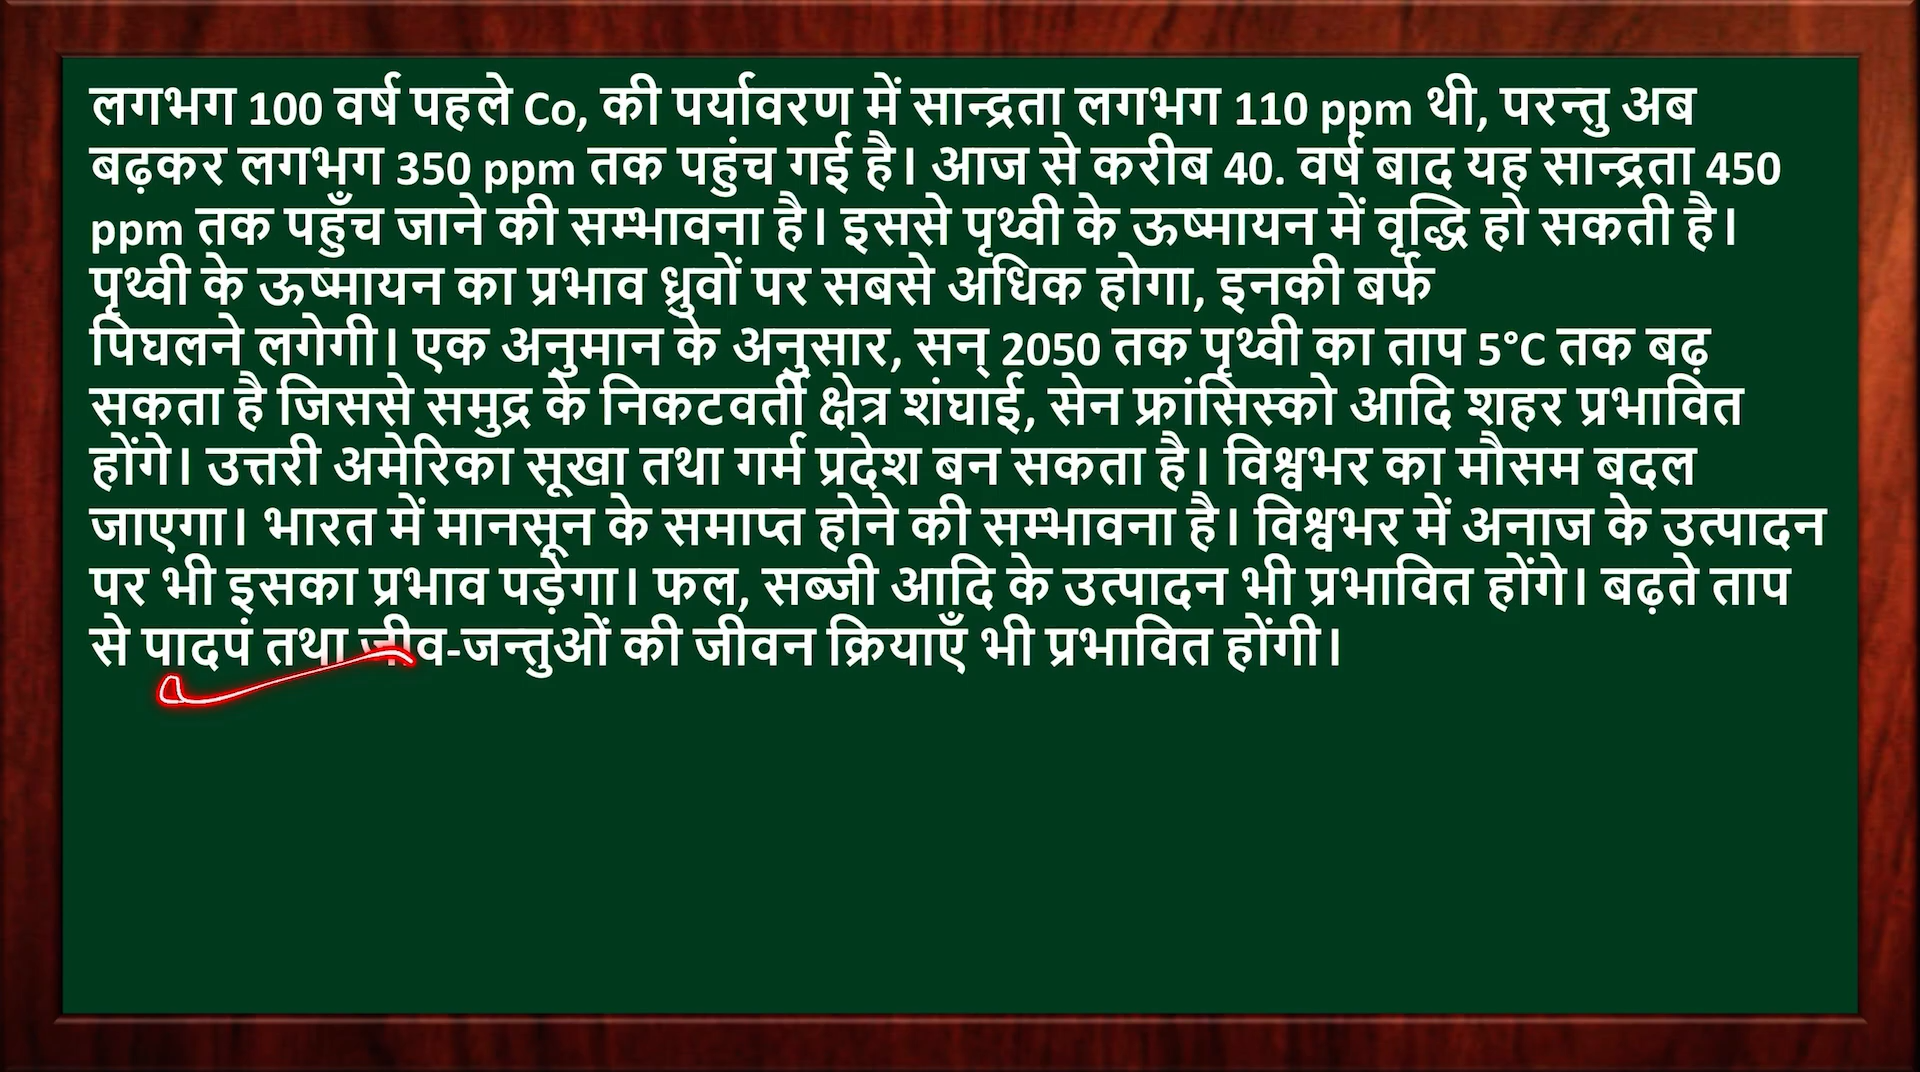 लगभग 100 वर्ष पहले Co, की पर्यावरण में सान्द्रता लगभग 110 ppm थी, परन्तु अब
बढ़कर लगभग 350 ppm तक पहुंच गई है। आज से करीब 40. वर्ष बाद यह सान्द्रता 450
ppm तक पहुँच जाने की सम्भावना है। इससे पृथ्वी के ऊष्मायन में वृद्धि हो सकती है।
पृथ्वी के ऊष्मायन का प्रभाव ध्रुवों पर सबसे अधिक होगा, इनकी बर्फ
पिघलने लगेगी। एक अनुमान के अनुसार, सन् 2050 तक पृथ्वी का ताप 5°C तक बढ़
सकता है जिससे समुद्र के निकटवर्ती क्षेत्र शंघाई, सेन फ्रांसिस्को आदि शहर प्रभावित
होंगे। उत्तरी अमेरिका सूखा तथा गर्म प्रदेश बन सकता है। विश्वभर का मौसम बदल
जाएगा। भारत में मानसून के समाप्त होने की सम्भावना है। विश्वभर में अनाज के उत्पादन
पर भी इसका प्रभाव पड़ेगा। फल, सब्जी आदि के उत्पादन भी प्रभावित होंगे। बढ़ते ताप
से पादपं तथा जीव-जन्तुओं की जीवन क्रियाएँ भी प्रभावित होंगी।